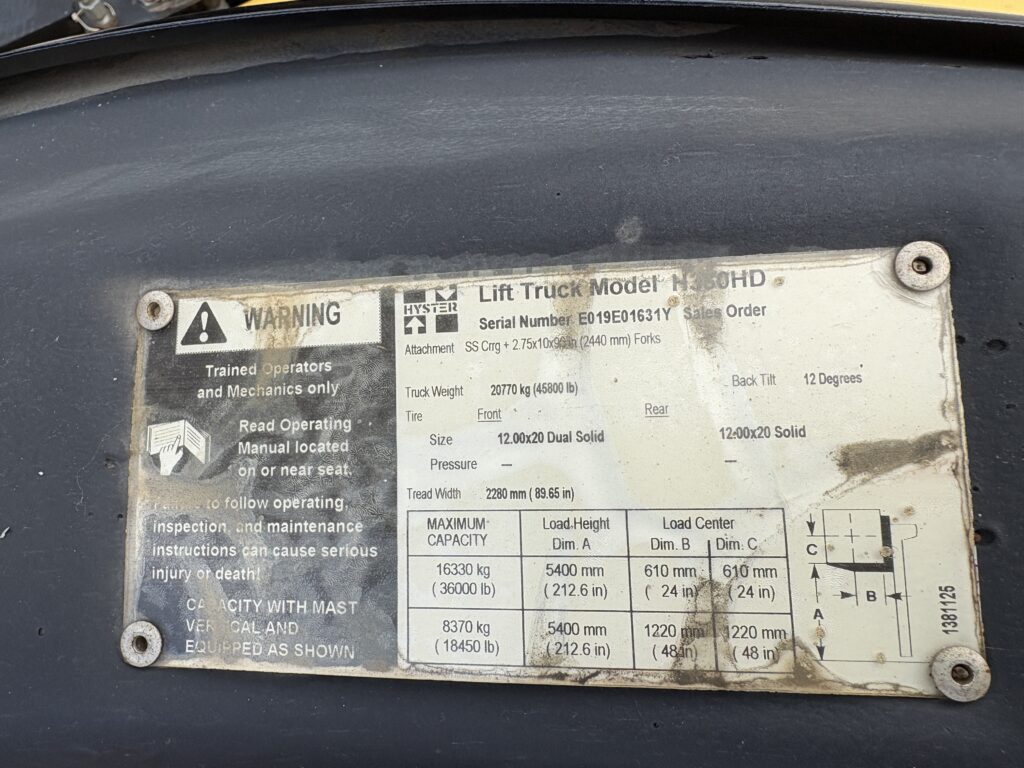 WARNING
Trained Operators
and Mechanics only
Read Operating
Manual located
on or near seat.
to follow operating,
inspection, and maintenance
instructions can cause serious
injury or death!
CAPACITY WITH MAST
VERTICAL AND
EQUIPPED AS SHOWN
HYSTER
Lift Truck Model H360HD
Serial Number E019E01631Y Sales Order
Attachment SS Crrg + 2.75x10x96in (2440 mm) Forks
Truck Weight 20770 kg (45800 lb) Back Tilt 12 Degrees
Tire Front Rear
Size 12.00x20 Dual Solid 12.00x20 Solid
Pressure — —
Tread Width 2280 mm ( 89.65 in)
MAXIMUM CAPACITY Load Height Dim. A Load Center Dim. B Dim. C
16330 kg 5400 mm 610 mm 610 mm
( 36000 lb) ( 212.6 in) ( 24 in) ( 24 in)
8370 kg 5400 mm 1220 mm 1220 mm
( 18450 lb) ( 212.6 in) ( 48 in) ( 48 in)
C
B
A
1381126